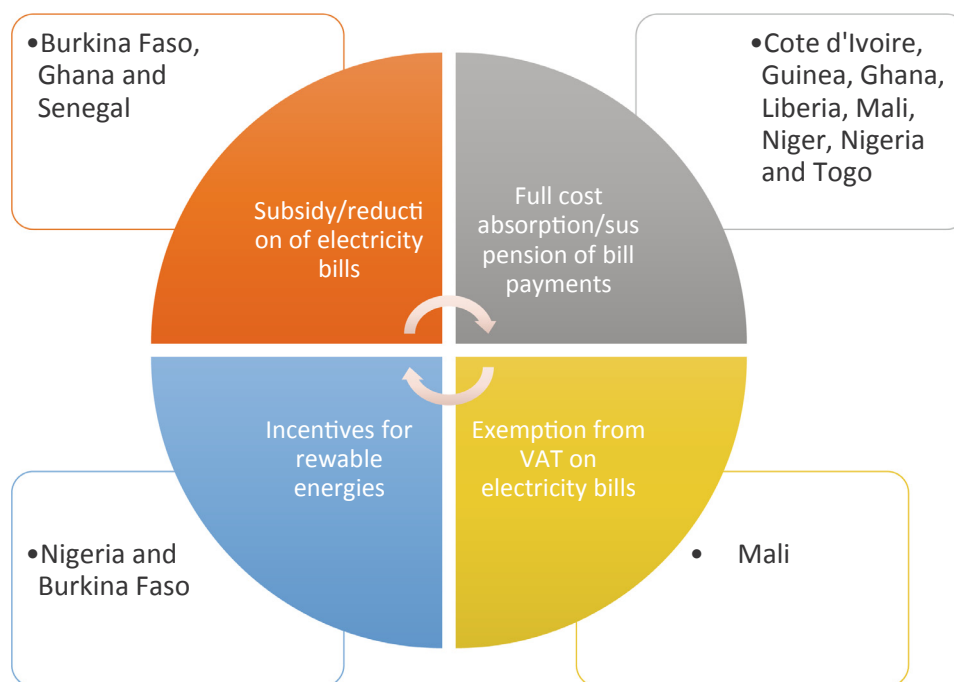 •Burkina Faso,
Ghana and
Senegal
•Cote d'Ivoire,
Guinea, Ghana,
Liberia, Mali,
Niger, Nigeria
and Togo
Subsidy/reducti
on of electricity
bills
Full cost
absorption/sus
pension of bill
payments
Incentives for
rewable
energies
Exemption from
VAT on
electricity bills
•Nigeria and
Burkina Faso
• Mali